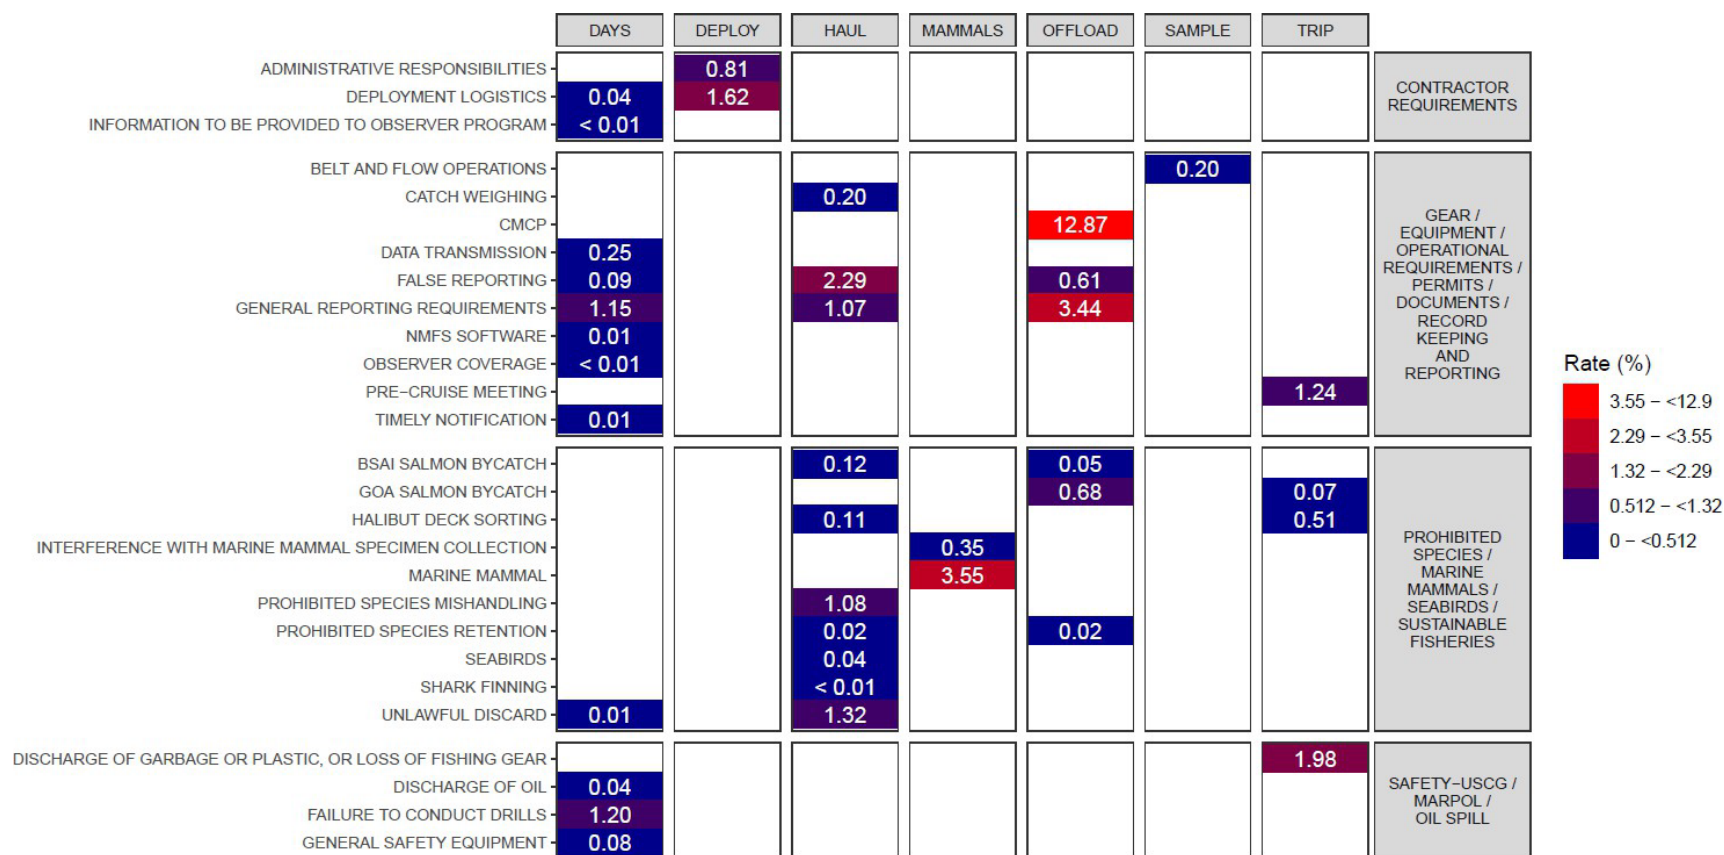 DAYS DEPLOY HAUL MAMMALS OFFLOAD SAMPLE TRIP
ADMINISTRATIVE RESPONSIBILITIES 0.81
DEPLOYMENT LOGISTICS 0.04 1.62
INFORMATION TO BE PROVIDED TO OBSERVER PROGRAM < 0.01
CONTRACTOR
REQUIREMENTS
BELT AND FLOW OPERATIONS 0.20
CATCH WEIGHING 0.20
CMCP 12.87
DATA TRANSMISSION 0.25
FALSE REPORTING 0.09 2.29 0.61
GENERAL REPORTING REQUIREMENTS 1.15 1.07 3.44
NMFS SOFTWARE 0.01
OBSERVER COVERAGE < 0.01
PRE−CRUISE MEETING 1.24
TIMELY NOTIFICATION 0.01
GEAR /
EQUIPMENT /
OPERATIONAL
REQUIREMENTS /
PERMITS /
DOCUMENTS /
RECORD
KEEPING
AND
REPORTING
BSAI SALMON BYCATCH 0.12 0.05
GOA SALMON BYCATCH 0.68 0.07
HALIBUT DECK SORTING 0.11 0.51
INTERFERENCE WITH MARINE MAMMAL SPECIMEN COLLECTION 0.35
MARINE MAMMAL 3.55
PROHIBITED SPECIES MISHANDLING 1.08
PROHIBITED SPECIES RETENTION 0.02 0.02
SEABIRDS 0.04
SHARK FINNING < 0.01
UNLAWFUL DISCARD 0.01 1.32
PROHIBITED
SPECIES /
MARINE
MAMMALS /
SEABIRDS /
SUSTAINABLE
FISHERIES
DISCHARGE OF GARBAGE OR PLASTIC, OR LOSS OF FISHING GEAR 1.98
DISCHARGE OF OIL 0.04
FAILURE TO CONDUCT DRILLS 1.20
GENERAL SAFETY EQUIPMENT 0.08
SAFETY−USCG /
MARPOL /
OIL SPILL
Rate (%)
3.55 − <12.9
2.29 − <3.55
1.32 − <2.29
0.512 − <1.32
0 − <0.512